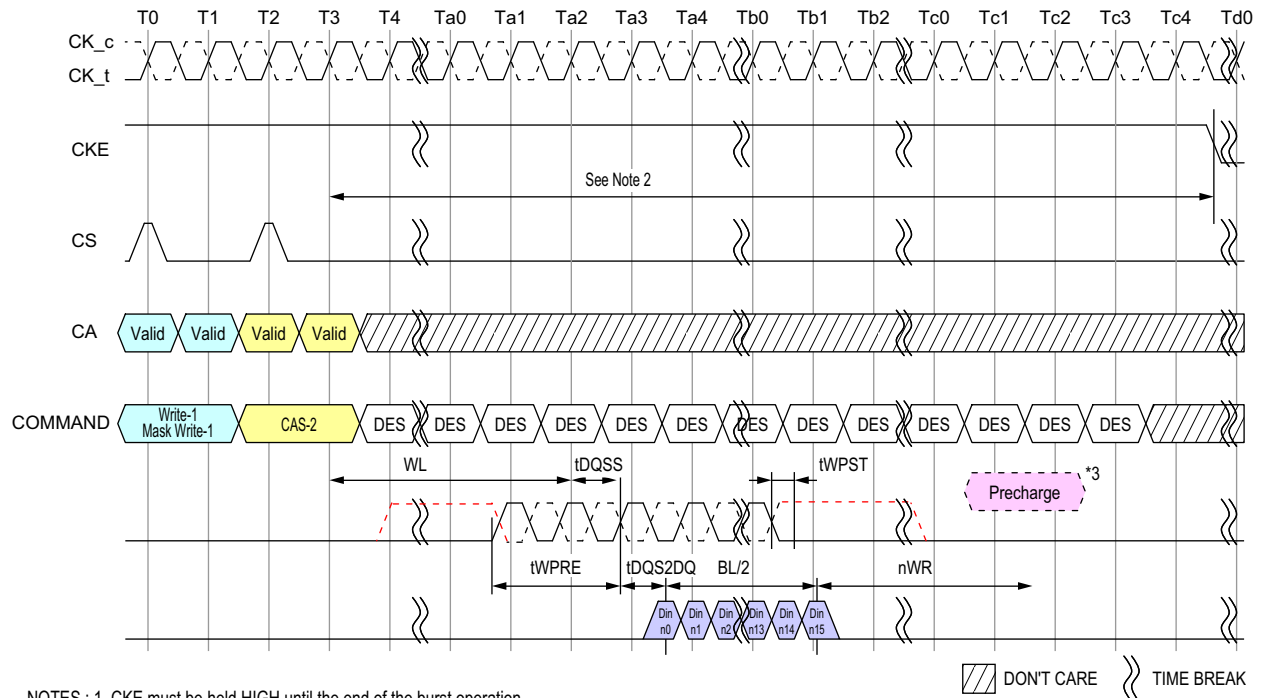 T0 T1 T2 T3 T4 Ta0 Ta1 Ta2 Ta3 Ta4 Tb0 Tb1 Tb2 Tc0 Tc1 Tc2 Tc3 Tc4 Td0
CK_c
CK_t
CKE
See Note 2
CS
CA Valid Valid Valid Valid
COMMAND Write-1 Mask Write-1 CAS-2 DES DES DES DES DES DES DES DES DES DES DES DES DES
WL tDQSS tWPST
Precharge *3
tWPRE tDQS2DQ BL/2 nWR
Din n0 Din n1 Din n2 Din n13 Din n14 Din n15
DON'T CARE TIME BREAK
NOTES : 1. CKE must be held HIGH until the end of the burst operation.